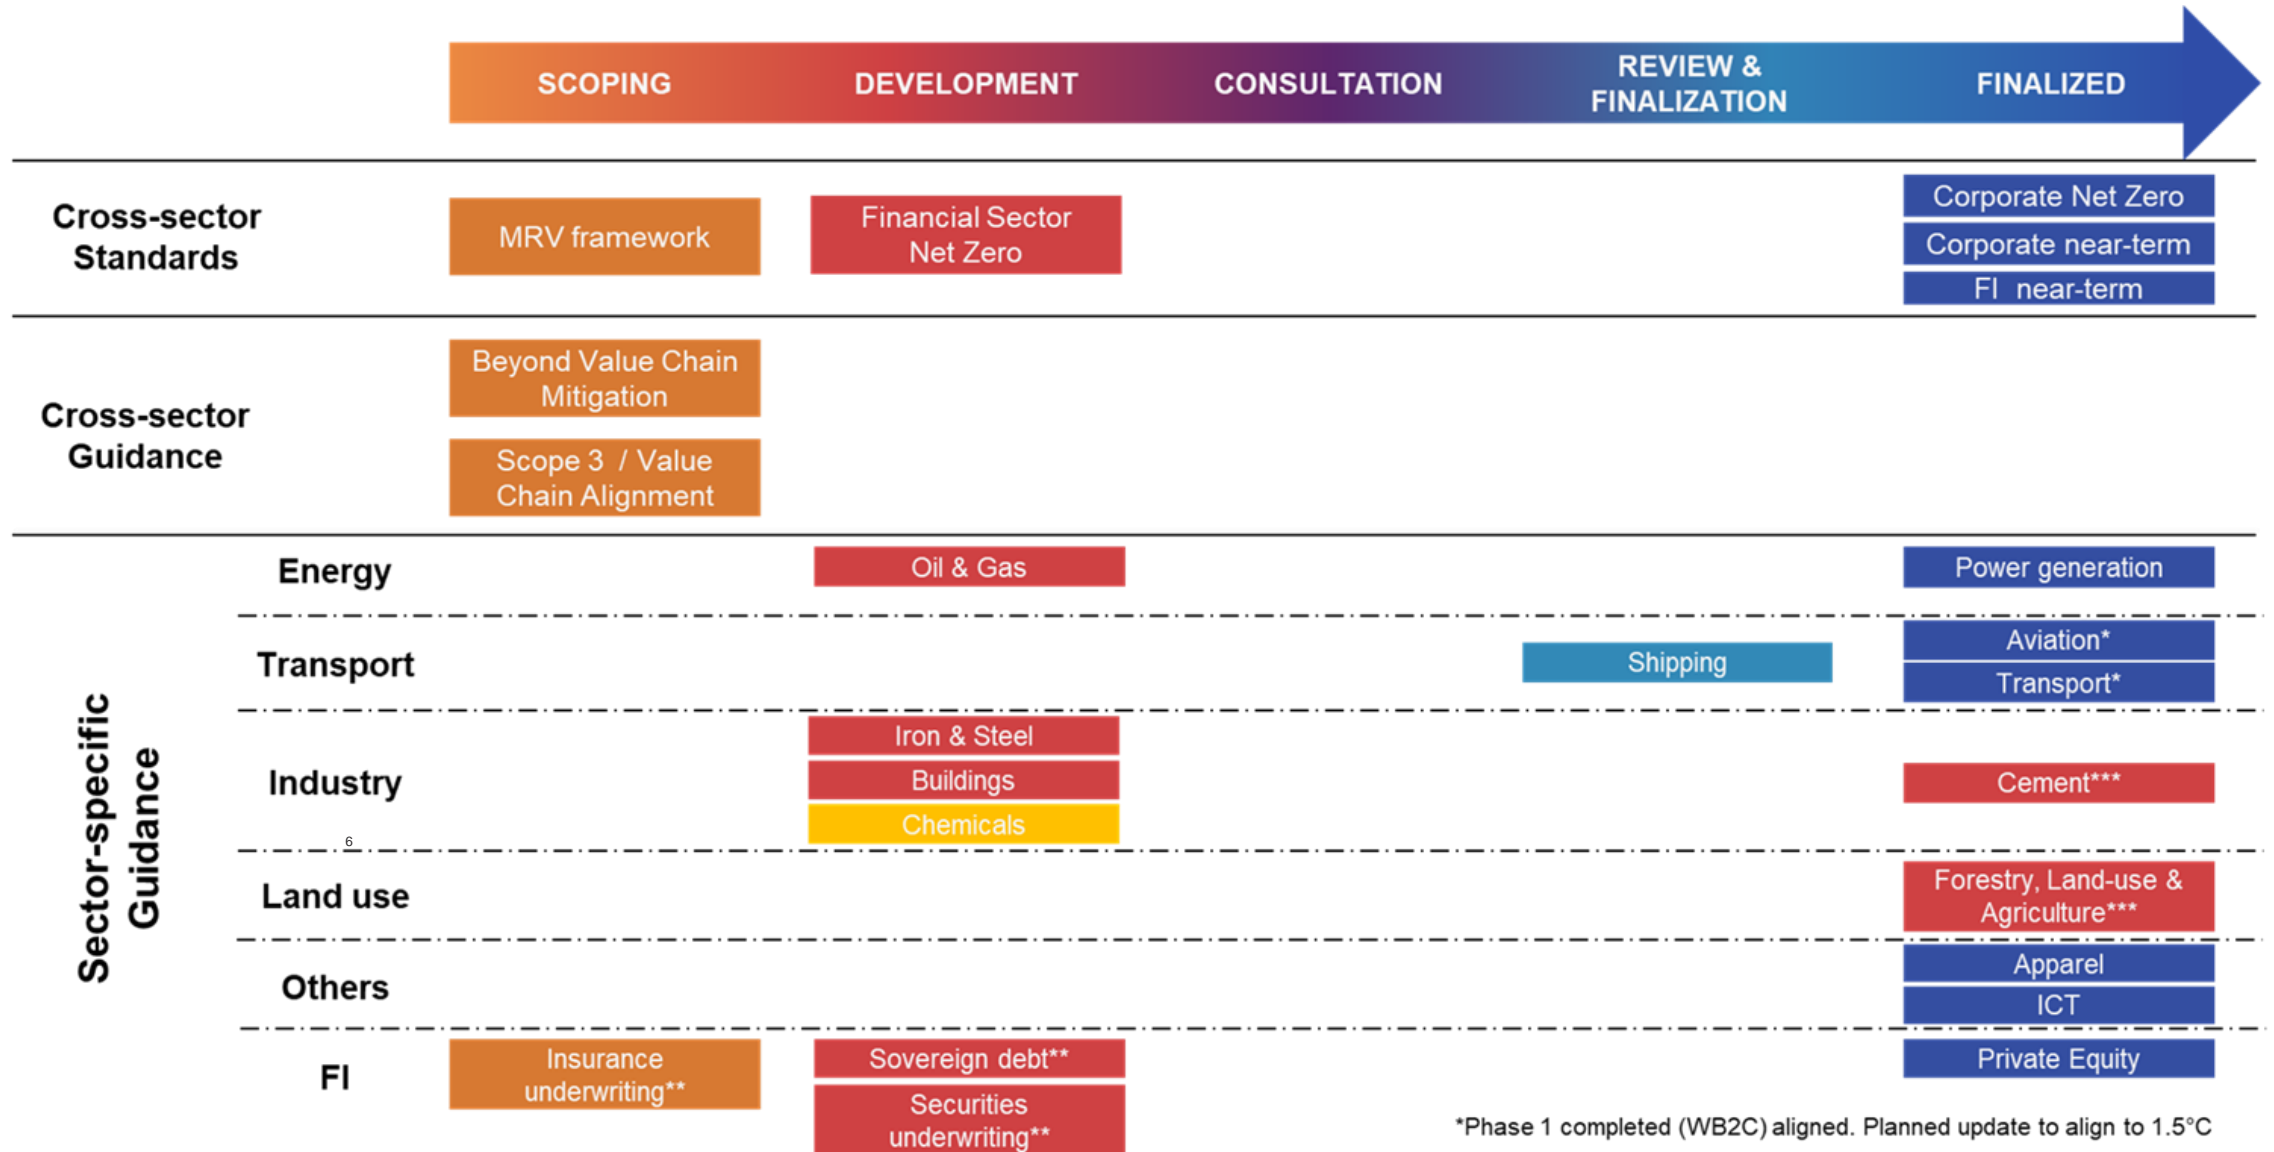 SCOPING
DEVELOPMENT
CONSULTATION
REVIEW &
FINALIZATION
FINALIZED
Cross-sector
Standards
MRV framework
Financial Sector
Net Zero
Corporate Net Zero
Corporate near-term
FI near-term
Cross-sector
Guidance
Beyond Value Chain
Mitigation
Scope 3 / Value
Chain Alignment
Sector-specific
Guidance
Energy
Oil & Gas
Power generation
Transport
Shipping
Aviation*
Transport*
Industry
6
Iron & Steel
Buildings
Chemicals
Cement***
Land use
Forestry, Land-use &
Agriculture***
Others
Apparel
ICT
FI
Insurance
underwriting**
Sovereign debt**
Securities
underwriting**
Private Equity
*Phase 1 completed (WB2C) aligned. Planned update to align to 1.5°C